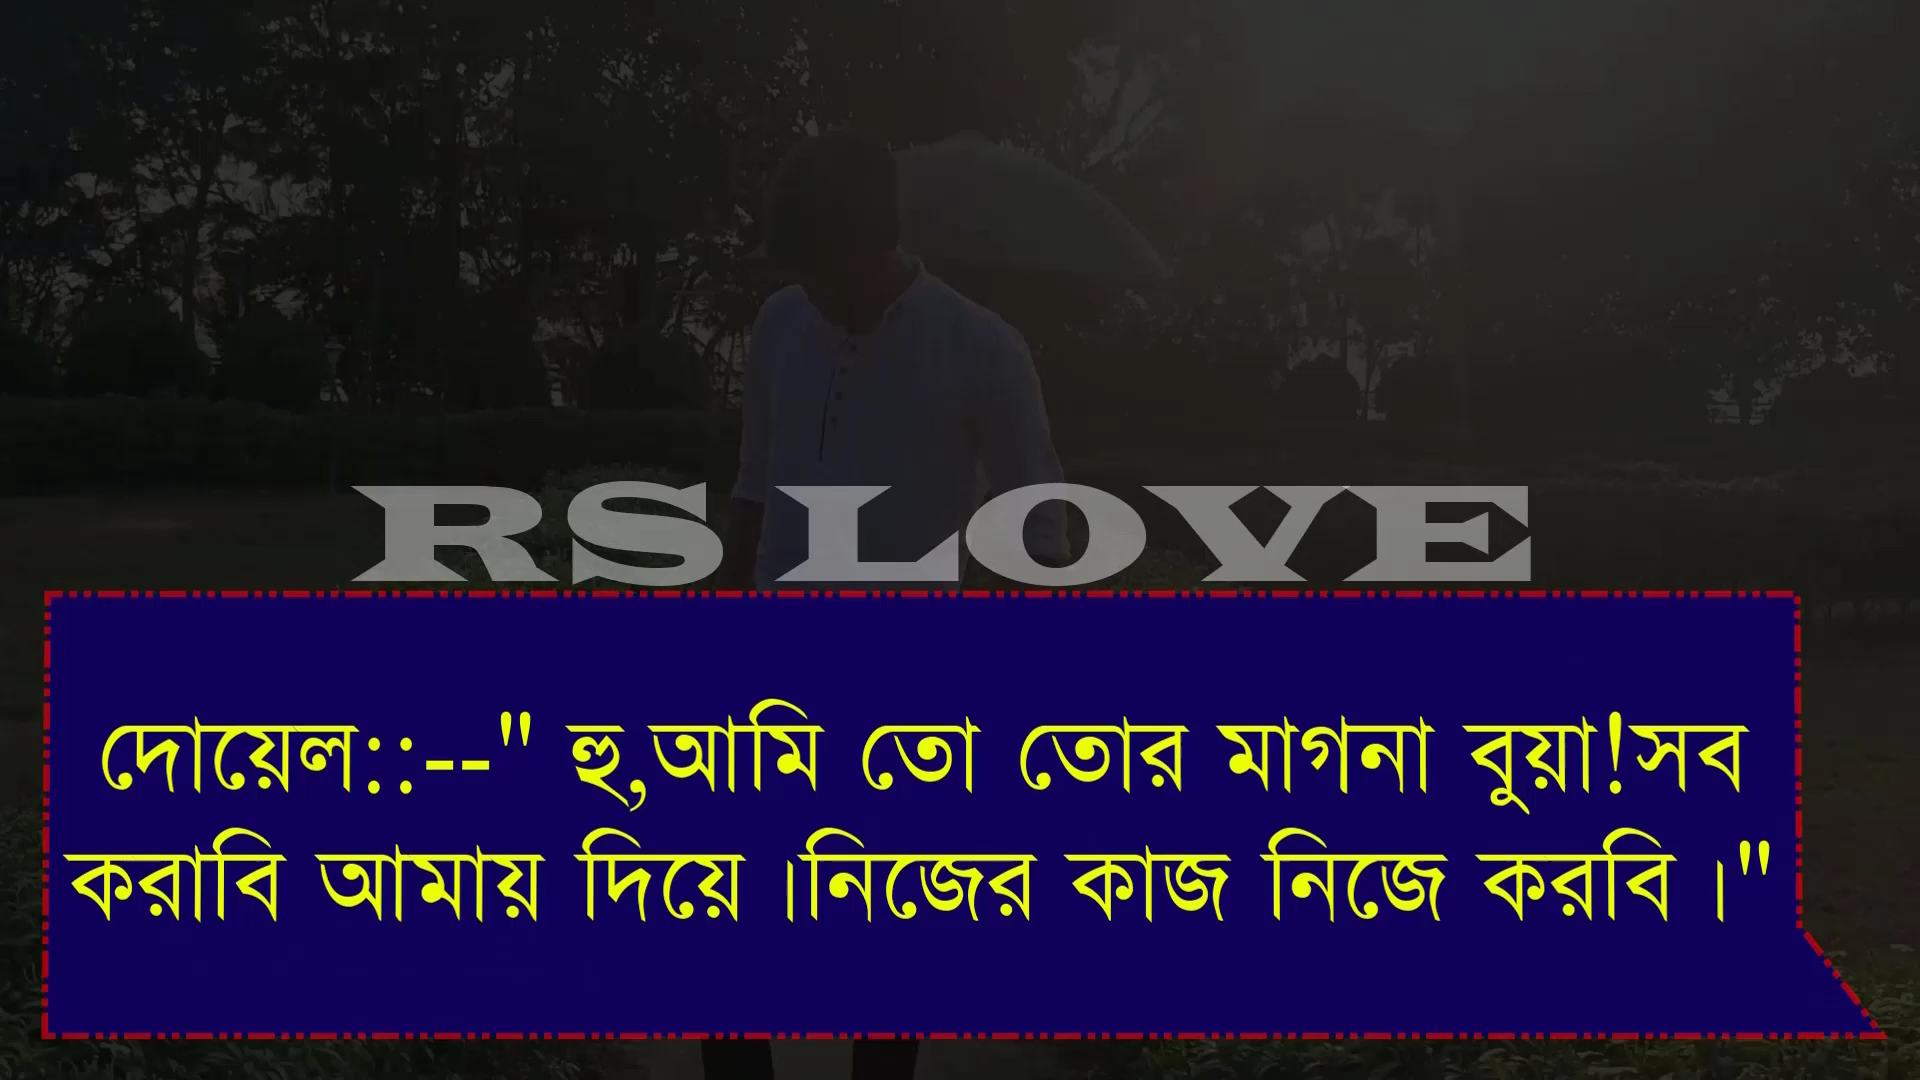 RS LOVE
দোয়েল::--" হু,আমি তো তোর মাগনা বুয়া!সব
করাবি আমায় দিয়ে।নিজের কাজ নিজে করবি।"